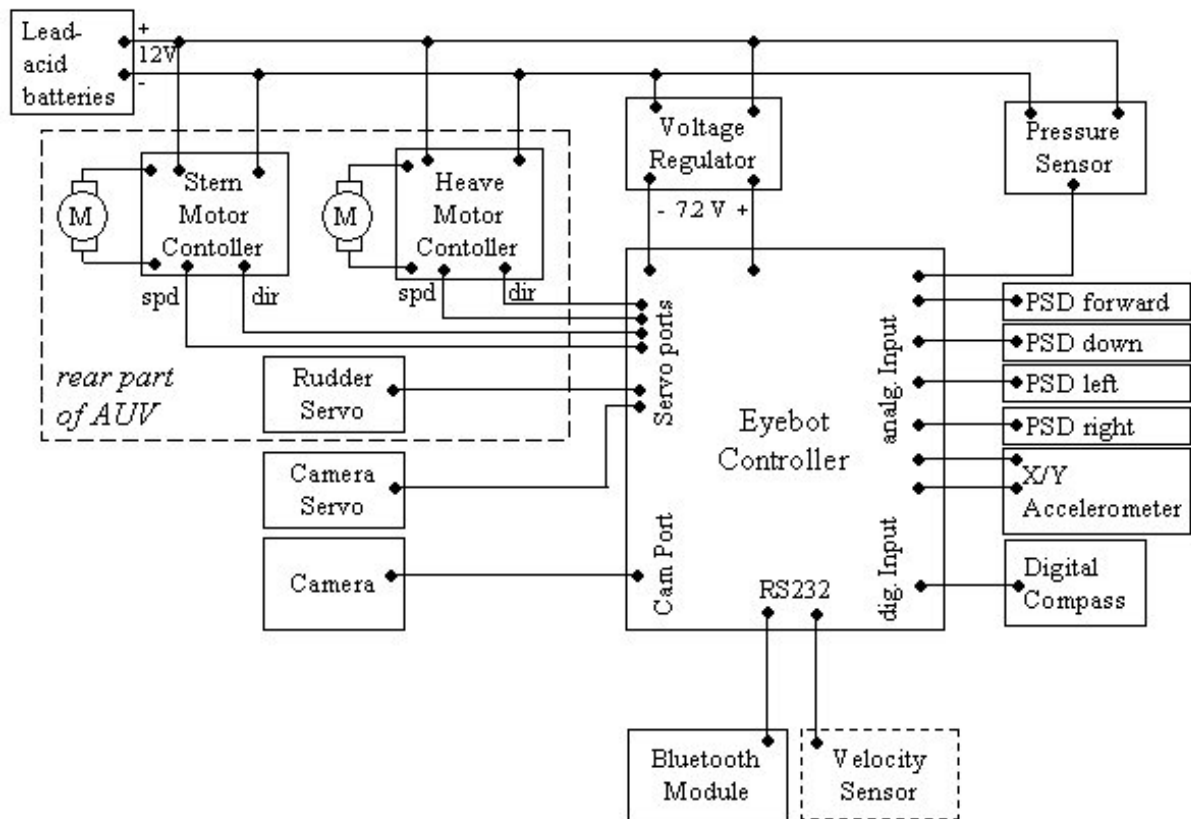 Lead-
acid
batteries
+
12V
-
Voltage
Regulator
Pressure
Sensor
Stern
Motor
Contoller
Heave
Motor
Contoller
M
M
- 7.2 V +
spd
dir
spd
dir
rear part
of AUV
Servo ports
analg. Input
PSD forward
PSD down
PSD left
PSD right
Rudder
Servo
Eyebot
Controller
Camera
Servo
X/Y
Accelerometer
Camera
Cam Port
RS232
dig. Input
Digital
Compass
Bluetooth
Module
Velocity
Sensor